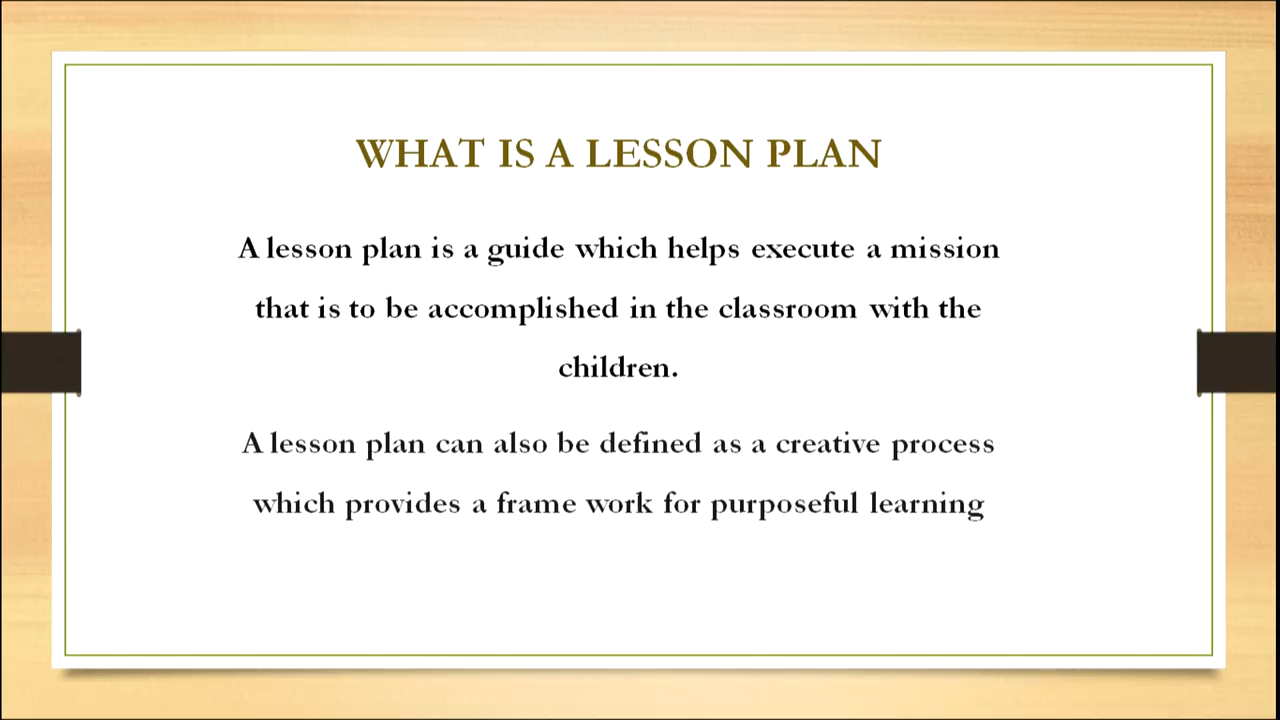 WHAT IS A LESSON PLAN
A lesson plan is a guide which helps execute a mission
that is to be accomplished in the classroom with the
children.
A lesson plan can also be defined as a creative process
which provides a frame work for purposeful learning